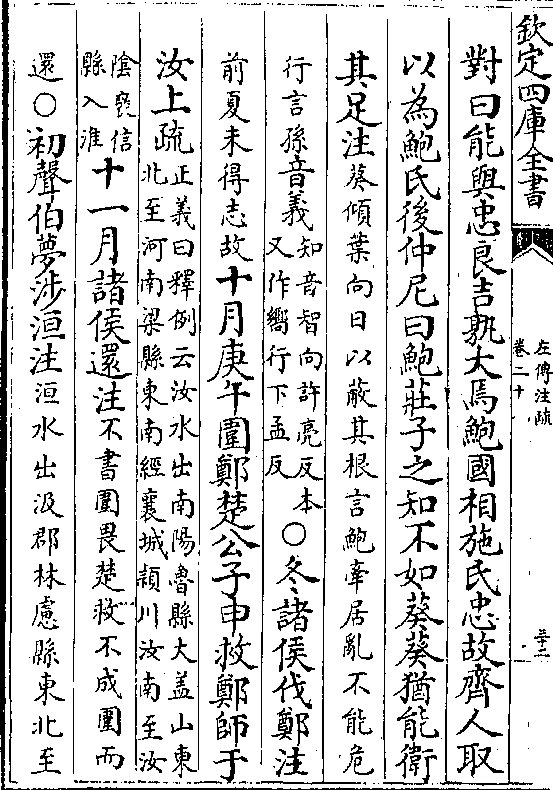 欽定四庫全書
左傳注疏
卷二十
三十二
對曰能與忠良吉孰大焉鮑國相施氏忠故齊人取
以為鮑氏後仲尼曰鮑莊子之知不如葵葵猶能衛
其足注葵傾葉向日以蔽其根言鮑牽居亂不能危
行言孫音義知音智向許亮反本
又作嚮行下孟反
○冬諸侯伐鄭注
前夏未得志故十月庚午圍鄭楚公子申救鄭師于
汝上疏正義曰釋例云汝水出南陽魯縣大盖山東
北至河南梁縣東南經襄城潁川汝南至汝
陰襃信
縣入淮
十一月諸侯還注不書圍畏楚救不成圍而
還○初聲伯夢涉洹注洹水出汲郡林慮縣東北至